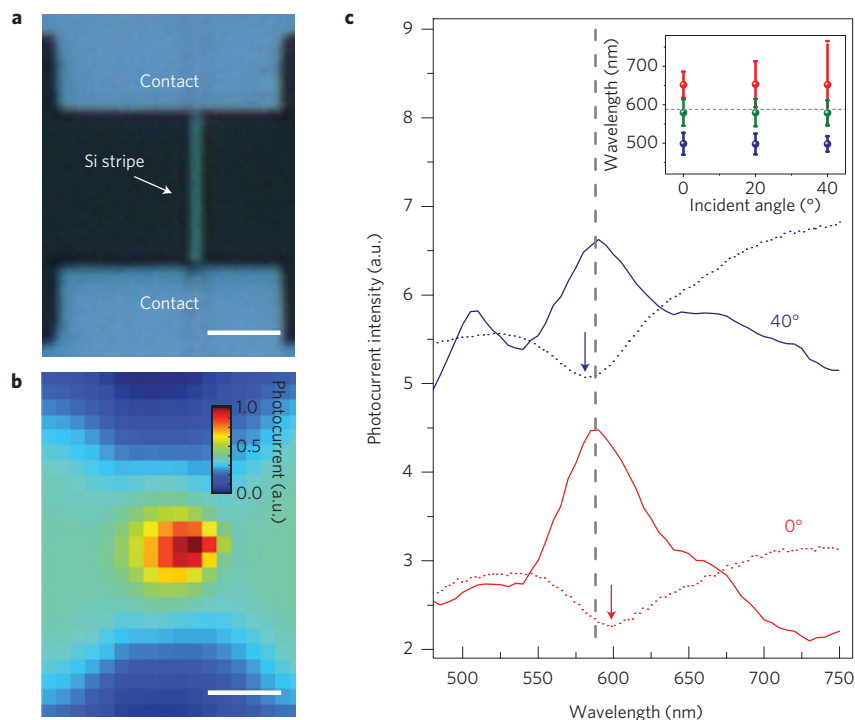 a
Contact
Si stripe
Contact
b
Photocurrent (a.u.)
1.0
0.5
0.0
c
9
8
7
6
5
4
3
2
Photocurrent intensity (a.u.)
40°
0°
500 550 600 650 700 750
Wavelength (nm)
700
600
500
Wavelength (nm)
0 20 40
Incident angle (°)